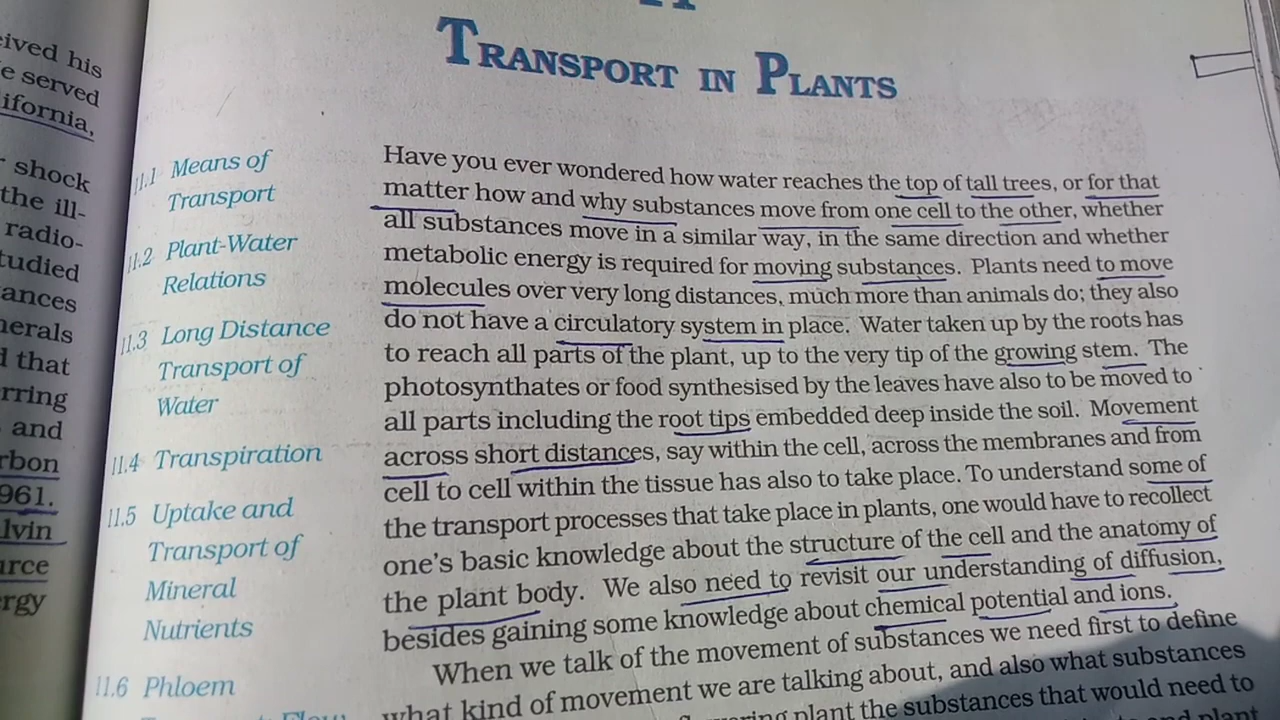 eived his
e served
ifornia,
shock
the ill-
radio-
tudied
ances
nerals
d that
rring
and
rbon
961.
lvin
urce
rgy
TRANSPORT IN PLANTS
11.1 Means of
Transport
11.2 Plant-Water
Relations
11.3 Long Distance
Transport of
Water
11.4 Transpiration
11.5 Uptake and
Transport of
Mineral
Nutrients
11.6 Phloem
Have you ever wondered how water reaches the top of tall trees, or for that
matter how and why substances move from one cell to the other, whether
all substances move in a similar way, in the same direction and whether
metabolic energy is required for moving substances. Plants need to move
molecules over very long distances, much more than animals do; they also
do not have a circulatory system in place. Water taken up by the roots has
to reach all parts of the plant, up to the very tip of the growing stem. The
photosynthates or food synthesised by the leaves have also to be moved to
all parts including the root tips embedded deep inside the soil. Movement
across short distances, say within the cell, across the membranes and from
cell to cell within the tissue has also to take place. To understand some of
the transport processes that take place in plants, one would have to recollect
one's basic knowledge about the structure of the cell and the anatomy of
the plant body. We also need to revisit our understanding of diffusion,
besides gaining some knowledge about chemical potential and ions.
When we talk of the movement of substances we need first to define
what kind of movement we are talking about, and also what substances
plant the substances that would need to